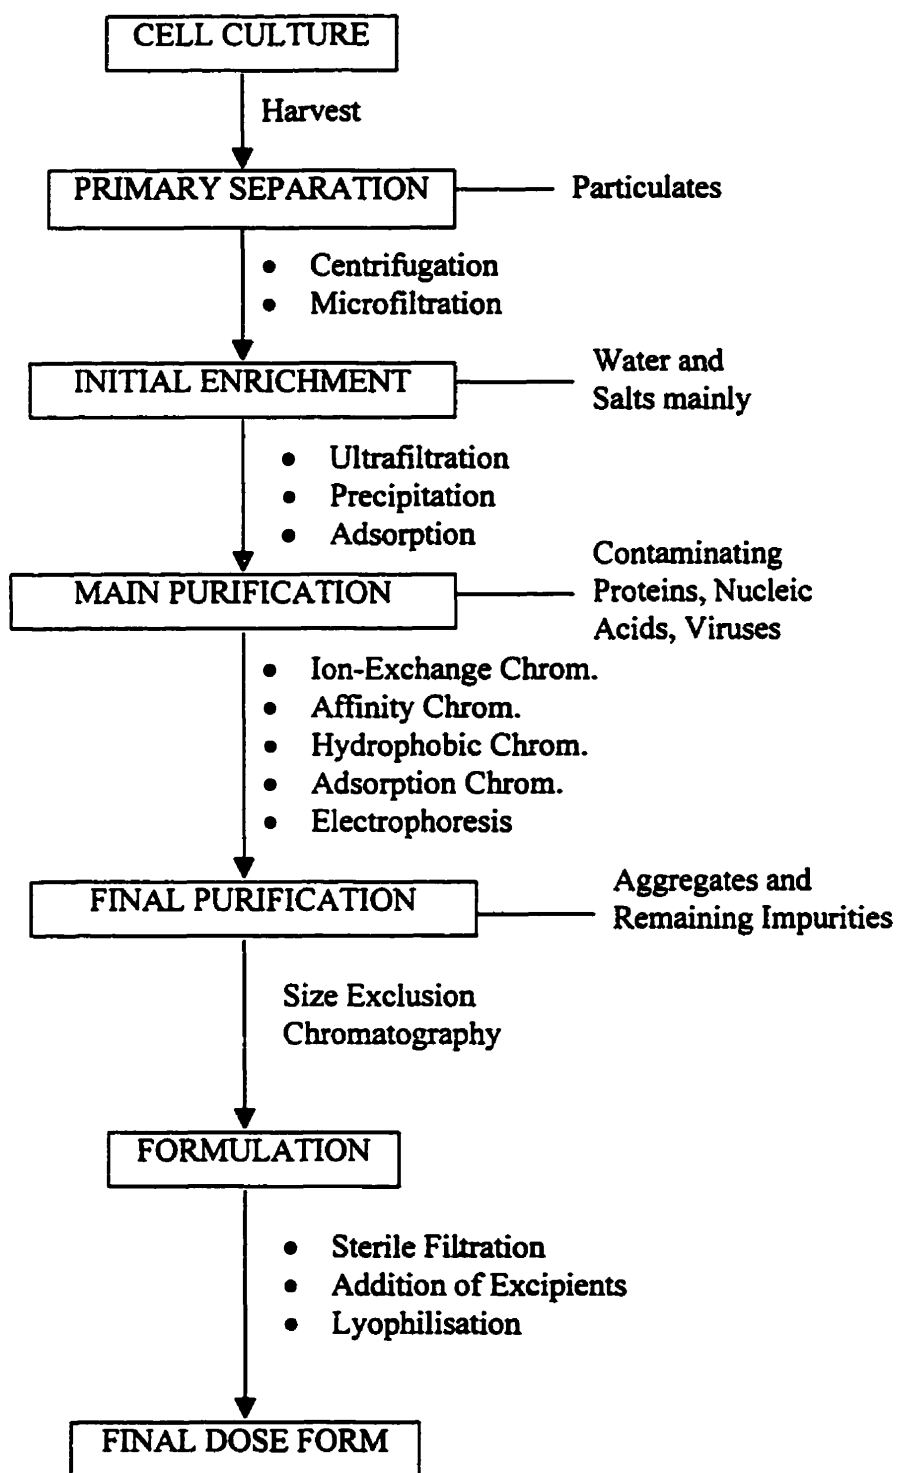 CELL CULTURE
Harvest
PRIMARY SEPARATION
Particulates
• Centrifugation
• Microfiltration
INITIAL ENRICHMENT
Water and
Salts mainly
• Ultrafiltration
• Precipitation
• Adsorption
MAIN PURIFICATION
Contaminating
Proteins, Nucleic
Acids, Viruses
• Ion-Exchange Chrom.
• Affinity Chrom.
• Hydrophobic Chrom.
• Adsorption Chrom.
• Electrophoresis
FINAL PURIFICATION
Aggregates and
Remaining Impurities
Size Exclusion
Chromatography
FORMULATION
• Sterile Filtration
• Addition of Excipients
• Lyophilisation
FINAL DOSE FORM